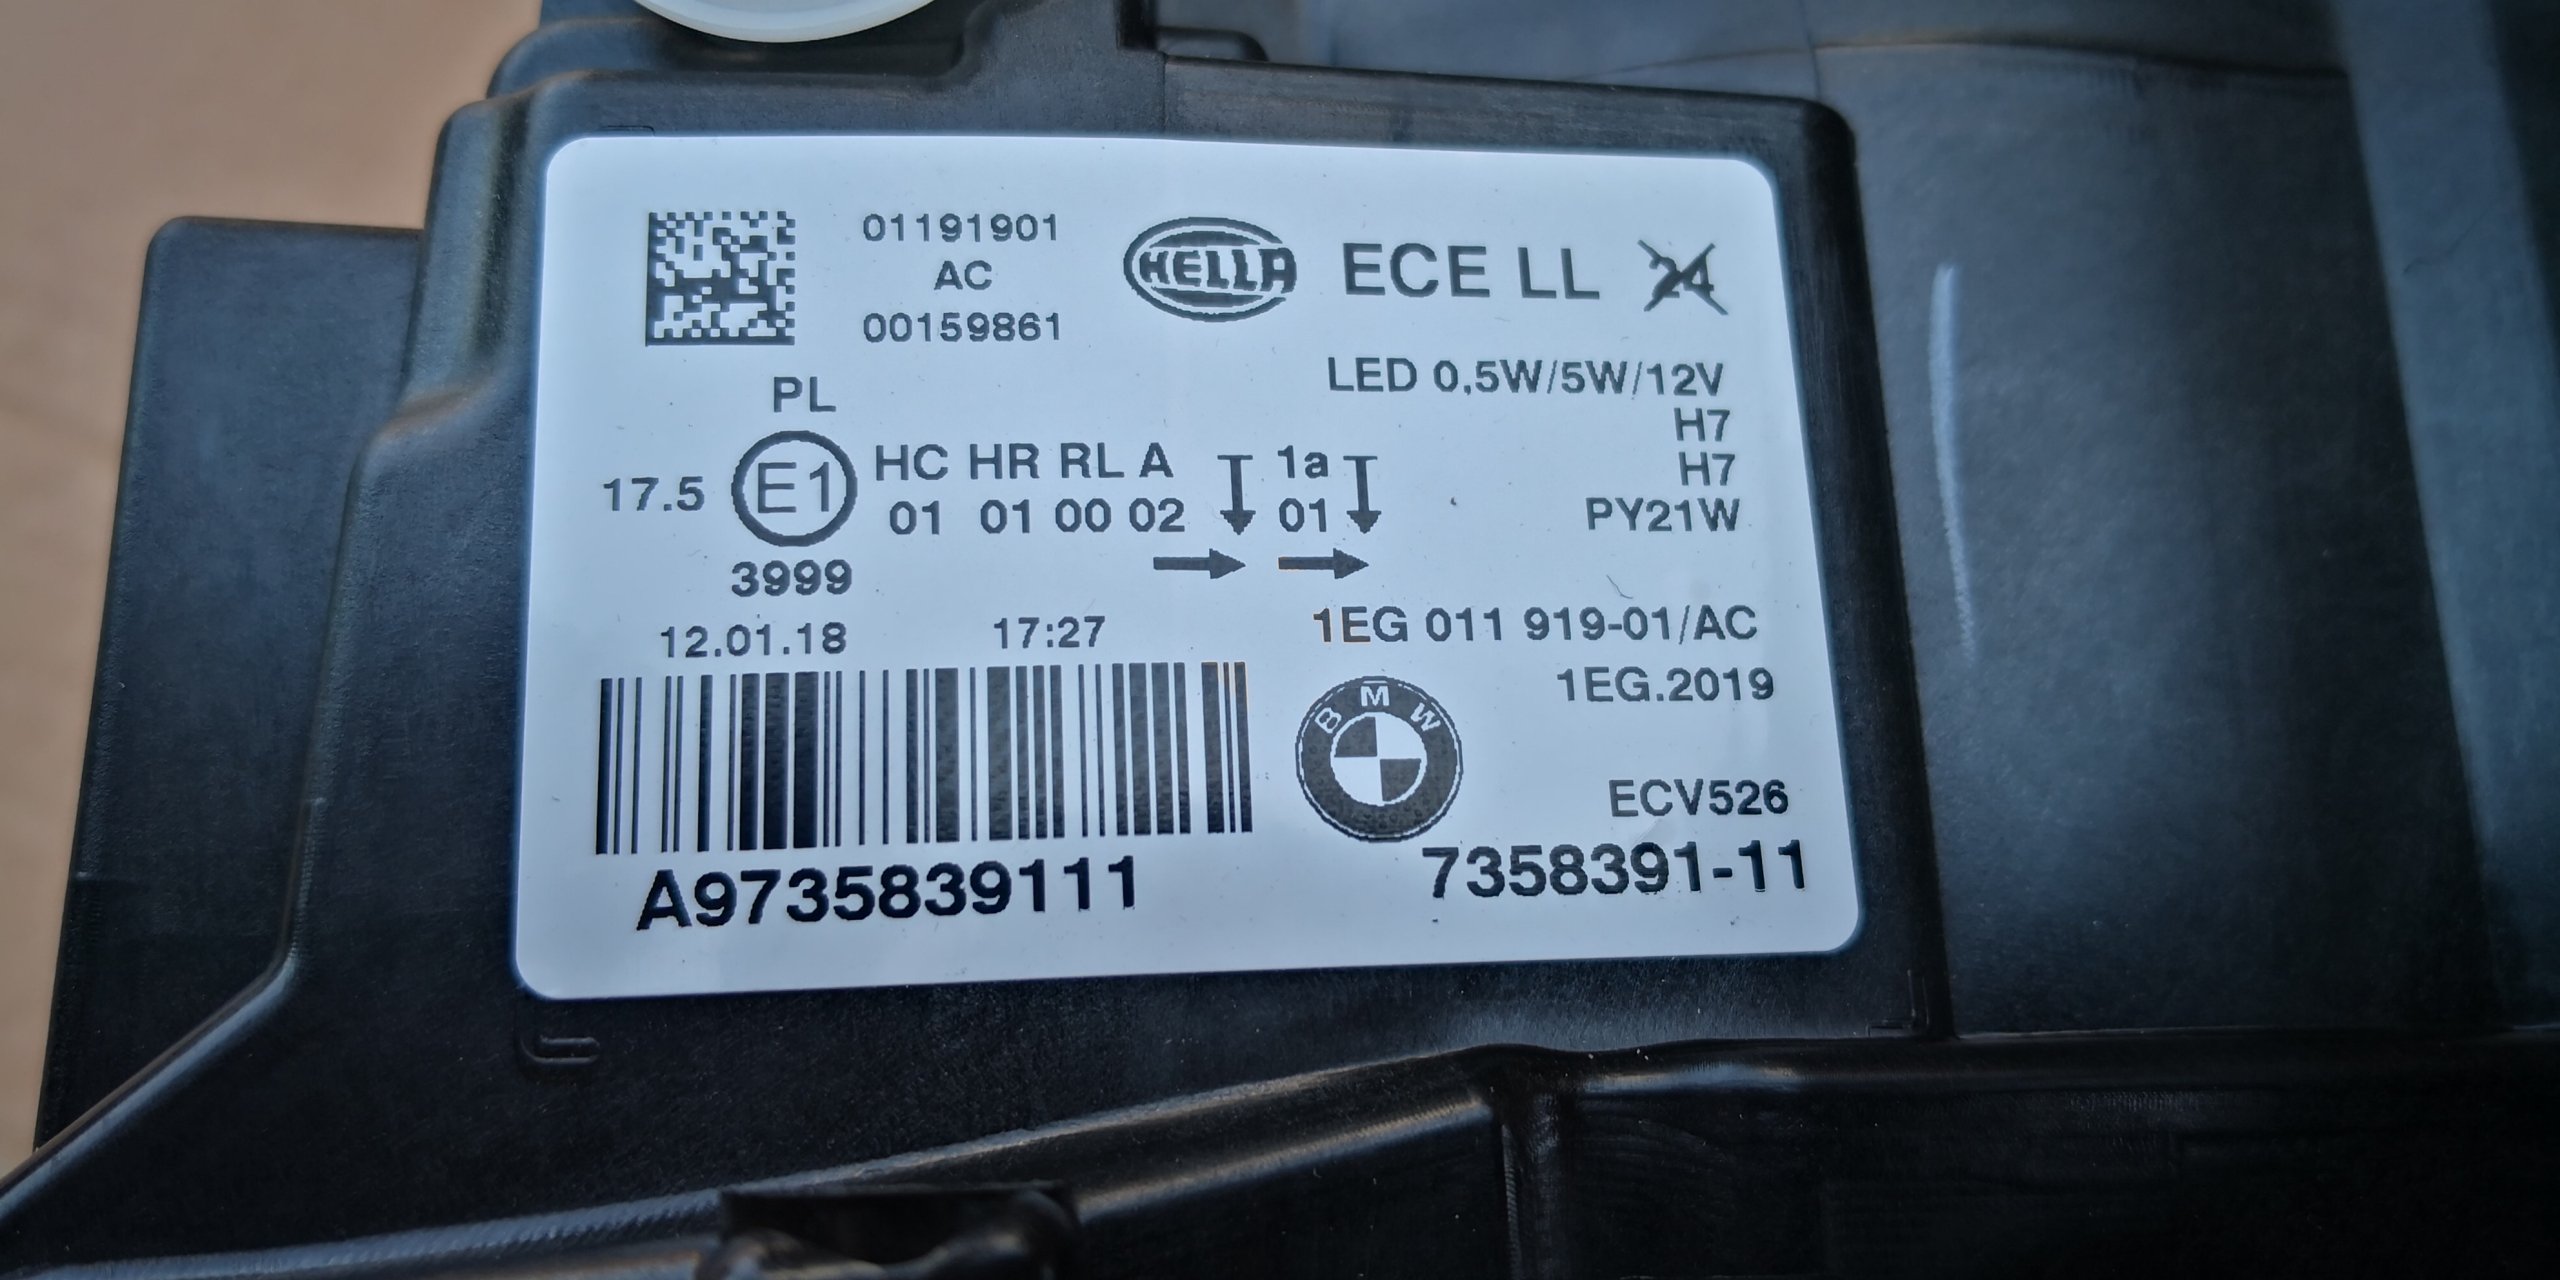 01191901
AC
00159861
HELLA
ECE LL
24
LED 0,5W/5W/12V
H7
H7
PY21W
PL
17.5
E1
HC HR RL A
1a
01 01 00 02
01
3999
12.01.18
17:27
1EG 011 919-01/AC
1EG.2019
BMW
ECV526
A9735839111
7358391-11